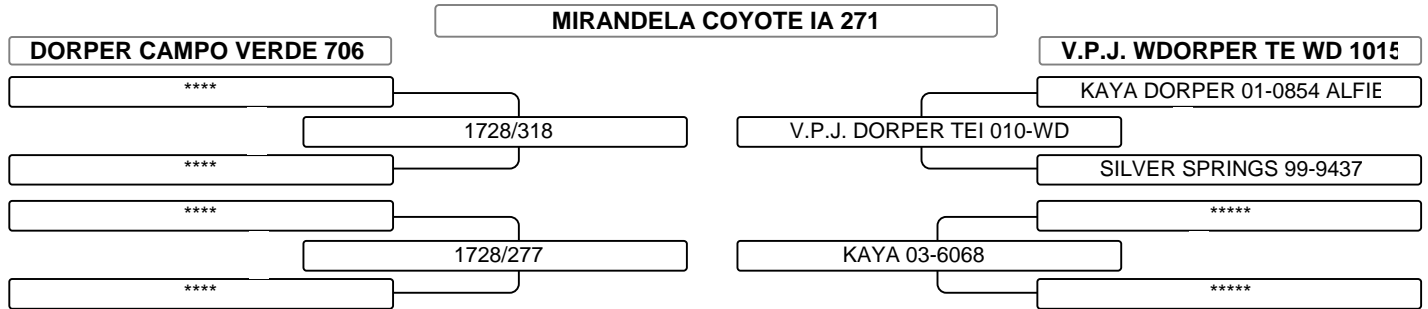 MIRANDELA COYOTE IA 271
DORPER CAMPO VERDE 706
V.P.J. WDORPER TE WD 1015
****
KAYA DORPER 01-0854 ALFIE
1728/318
V.P.J. DORPER TEI 010-WD
****
SILVER SPRINGS 99-9437
****
*****
1728/277
KAYA 03-6068
****
*****